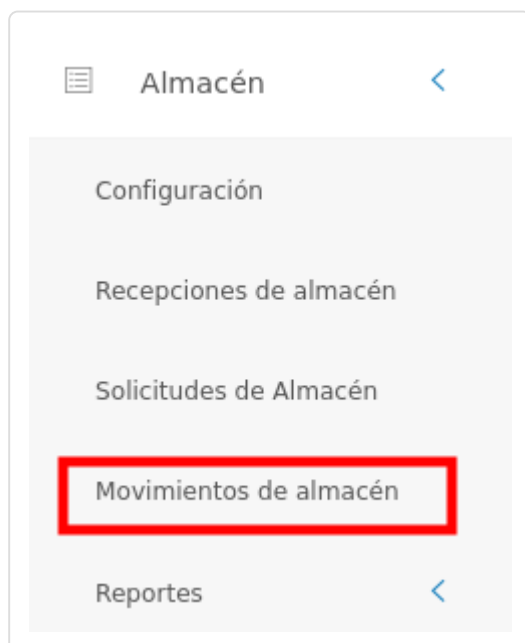 Almacén
Configuración
Recepciones de almacén
Solicitudes de Almacén
Movimientos de almacén
Reportes